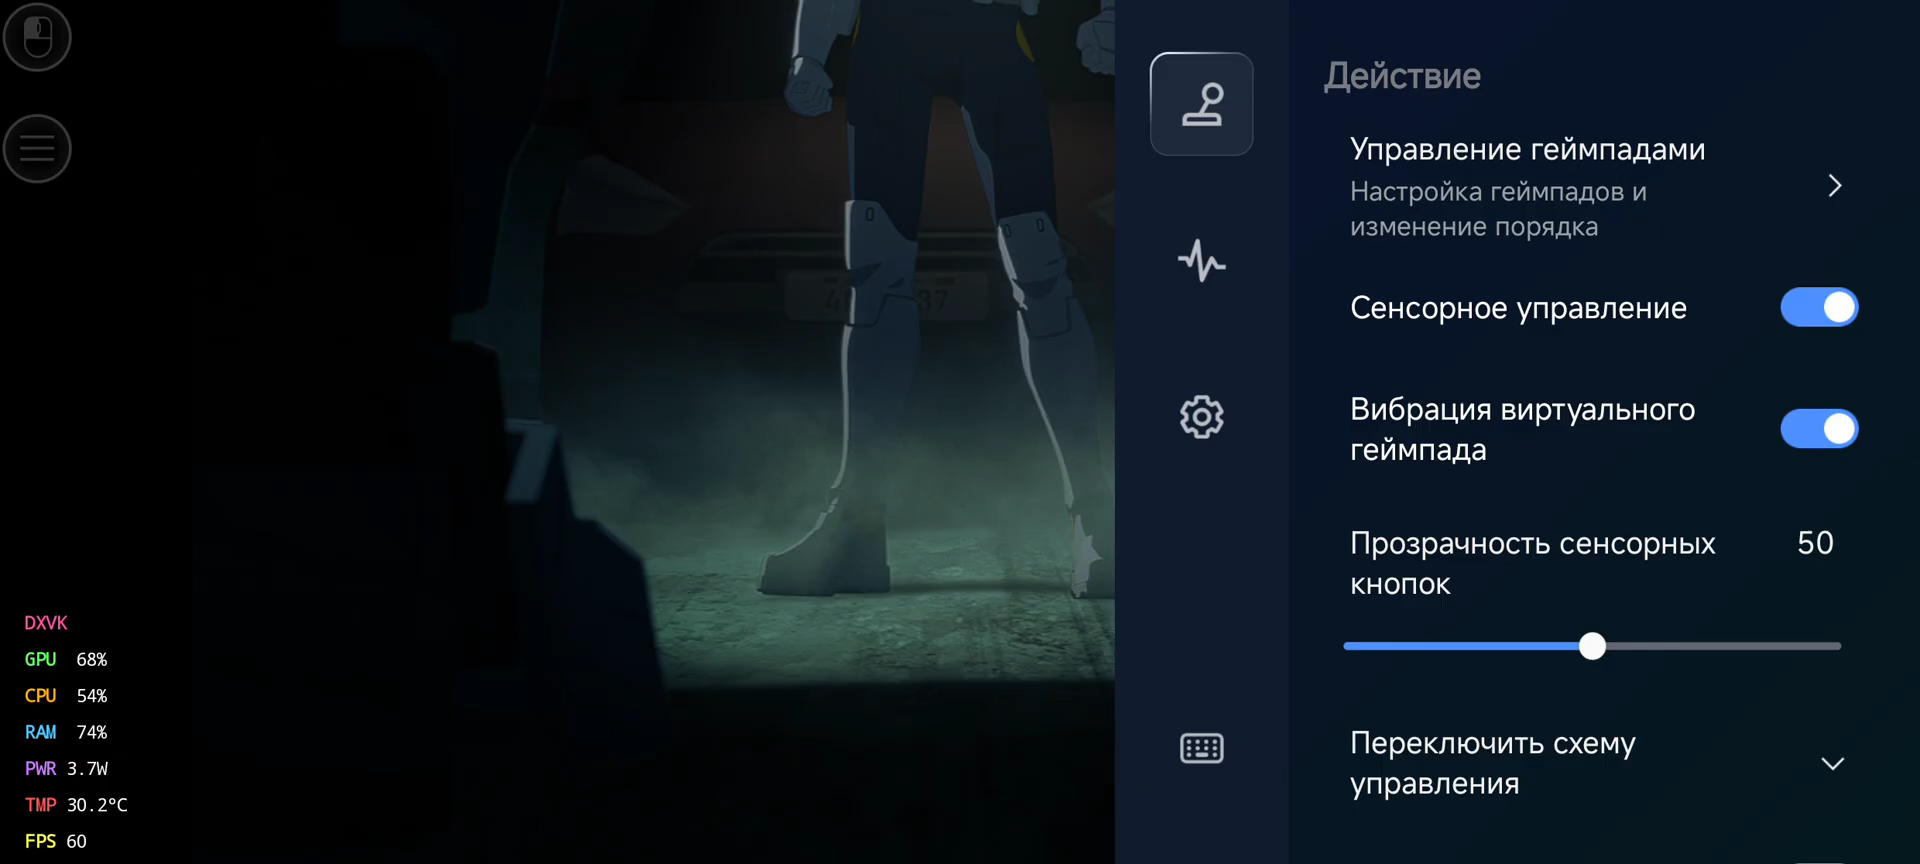 Действие
Управление геймпадами
Настройка геймпадов и
изменение порядка
Сенсорное управление
Вибрация виртуального
геймпада
Прозрачность сенсорных
кнопок
50
Переключить схему
управления
DXVK
GPU 68%
CPU 54%
RAM 74%
PWR 3.7W
TMP 30.2°C
FPS 60